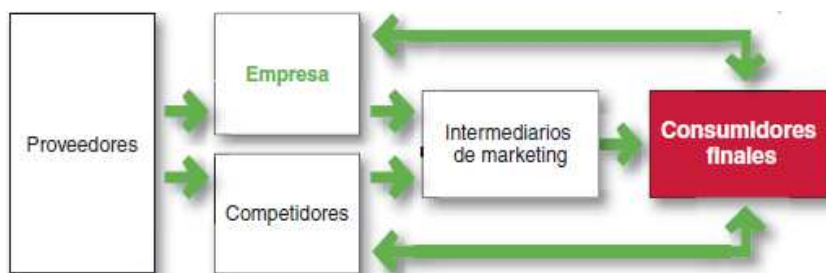 Proveedores
Empresa
Competidores
Intermediarios
de marketing
Consumidores
finales